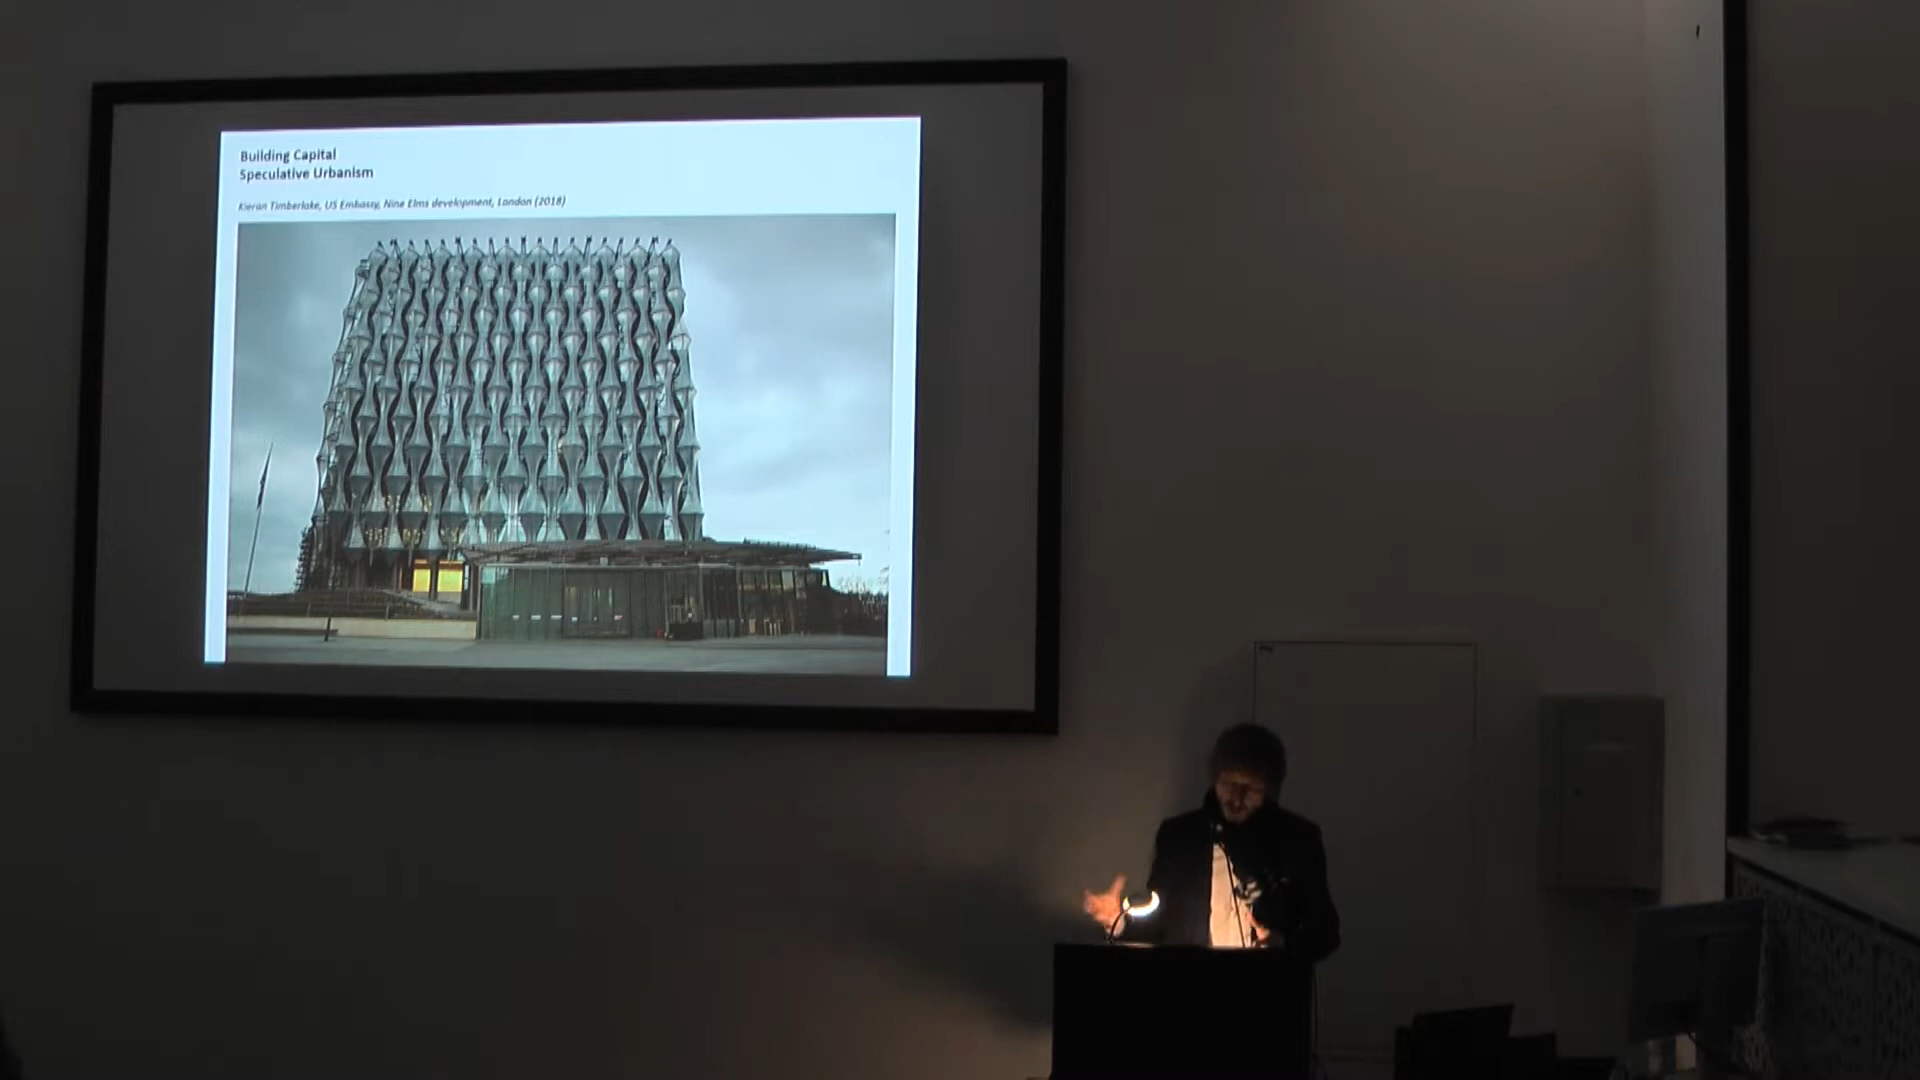 Building Capital
Speculative Urbanism
Kieran Timberlake, US Embassy, Nine Elms development, London (2018)